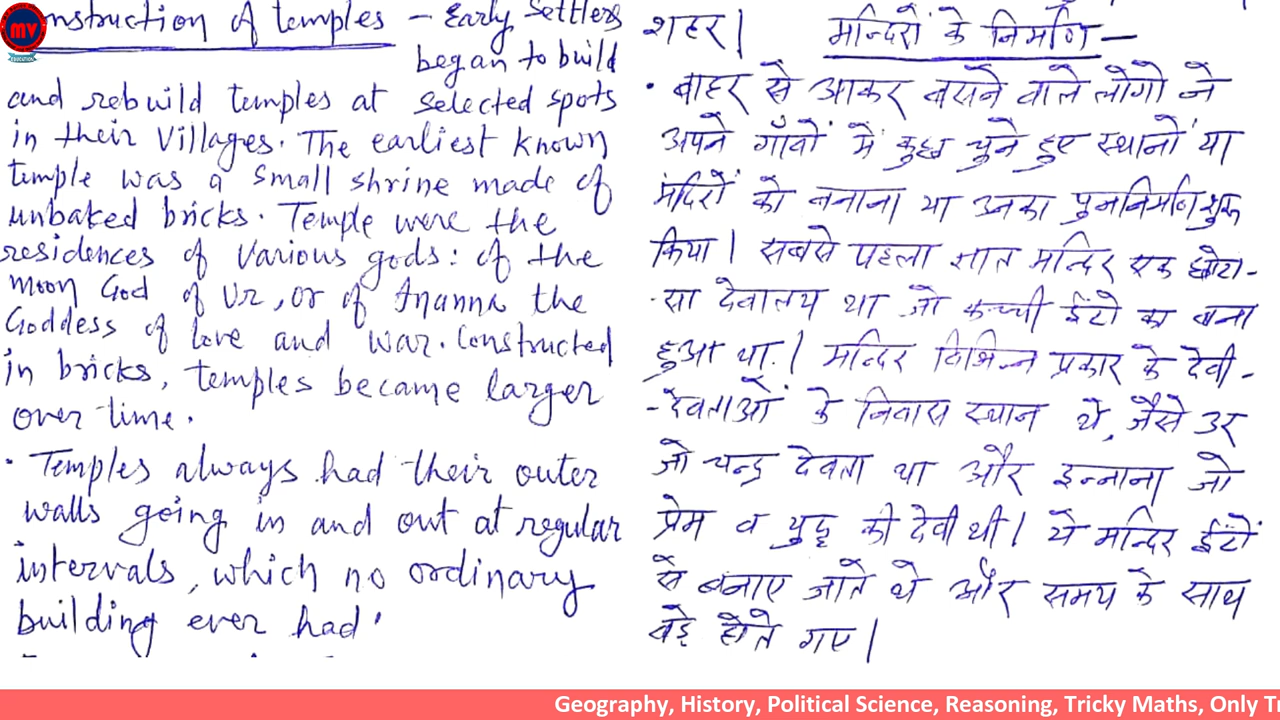 MV
EDUCATION
onstruction of temples – Early Settlers
began to build
and rebuild temples at selected spots
in their Villages. The earliest known
temple was a small shrine made of
unbaked bricks. Temple were the
residences of Various gods: of the
Moon God of Ur, or of Inanna the
Goddess of Love and War. Constructed
in bricks, temples became larger
over time.
• Temples always had their outer
walls going in and out at regular
intervals, which no ordinary
building ever had'
शहर। मन्दिरों के निर्माण –
• बाहर से आकर बसने वाले लोगो ने
अपने गाँवों में कुछ चुने हुए स्थानों या
मंदिरों को बनाना या उनका पुननिर्माण शुरू
किया। सबसे पहला ज्ञात मन्दिर एक छोटा-
-सा देवालय था जो कच्ची ईंटो का बना
हुआ था.। मन्दिर विभिन्न प्रकार के देवी-
-देवताओं के निवास स्थान थे, जैसे उर
जो चन्द्र देवता था और इन्नाना जो
प्रेम व युद्ध की देवी थी। ये मन्दिर ईंटों
से बनाए जाते थे और समय के साथ
बड़े होते गए।
Geography, History, Political Science, Reasoning, Tricky Maths, Only T